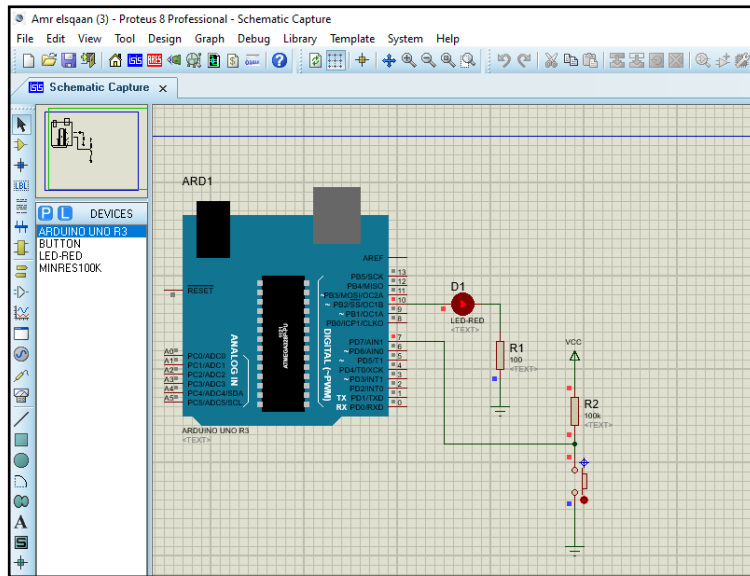 Amr elsqaan (3) - Proteus 8 Professional - Schematic Capture
File Edit View Tool Design Graph Debug Library Template System Help
Schematic Capture
P L DEVICES
ARDUINO UNO R3
BUTTON
LED-RED
MINRES100K
LBL
A
S
ARD1
RESET
AREF
PB5/SCK 13
PB4/MISO 12
~PB3/MOSI/OC2A 11
~PB2/SS/OC1B 10
~PB1/OC1A 9
PB0/ICP1/CLKO 8
PD7/AIN1 7
~PD6/AIN0 6
~PD5/T1 5
PD4/T0/XCK 4
~PD3/INT1 3
PD2/INT0 2
TX PD1/TXD 1
RX PD0/RXD 0
DIGITAL (~PWM)
ANALOG IN
A0 PC0/ADC0
A1 PC1/ADC1
A2 PC2/ADC2
A3 PC3/ADC3
A4 PC4/ADC4/SDA
A5 PC5/ADC5/SCL
ARDUINO UNO R3
<TEXT>
D1
LED-RED
<TEXT>
R1
100
<TEXT>
VCC
R2
100k
<TEXT>